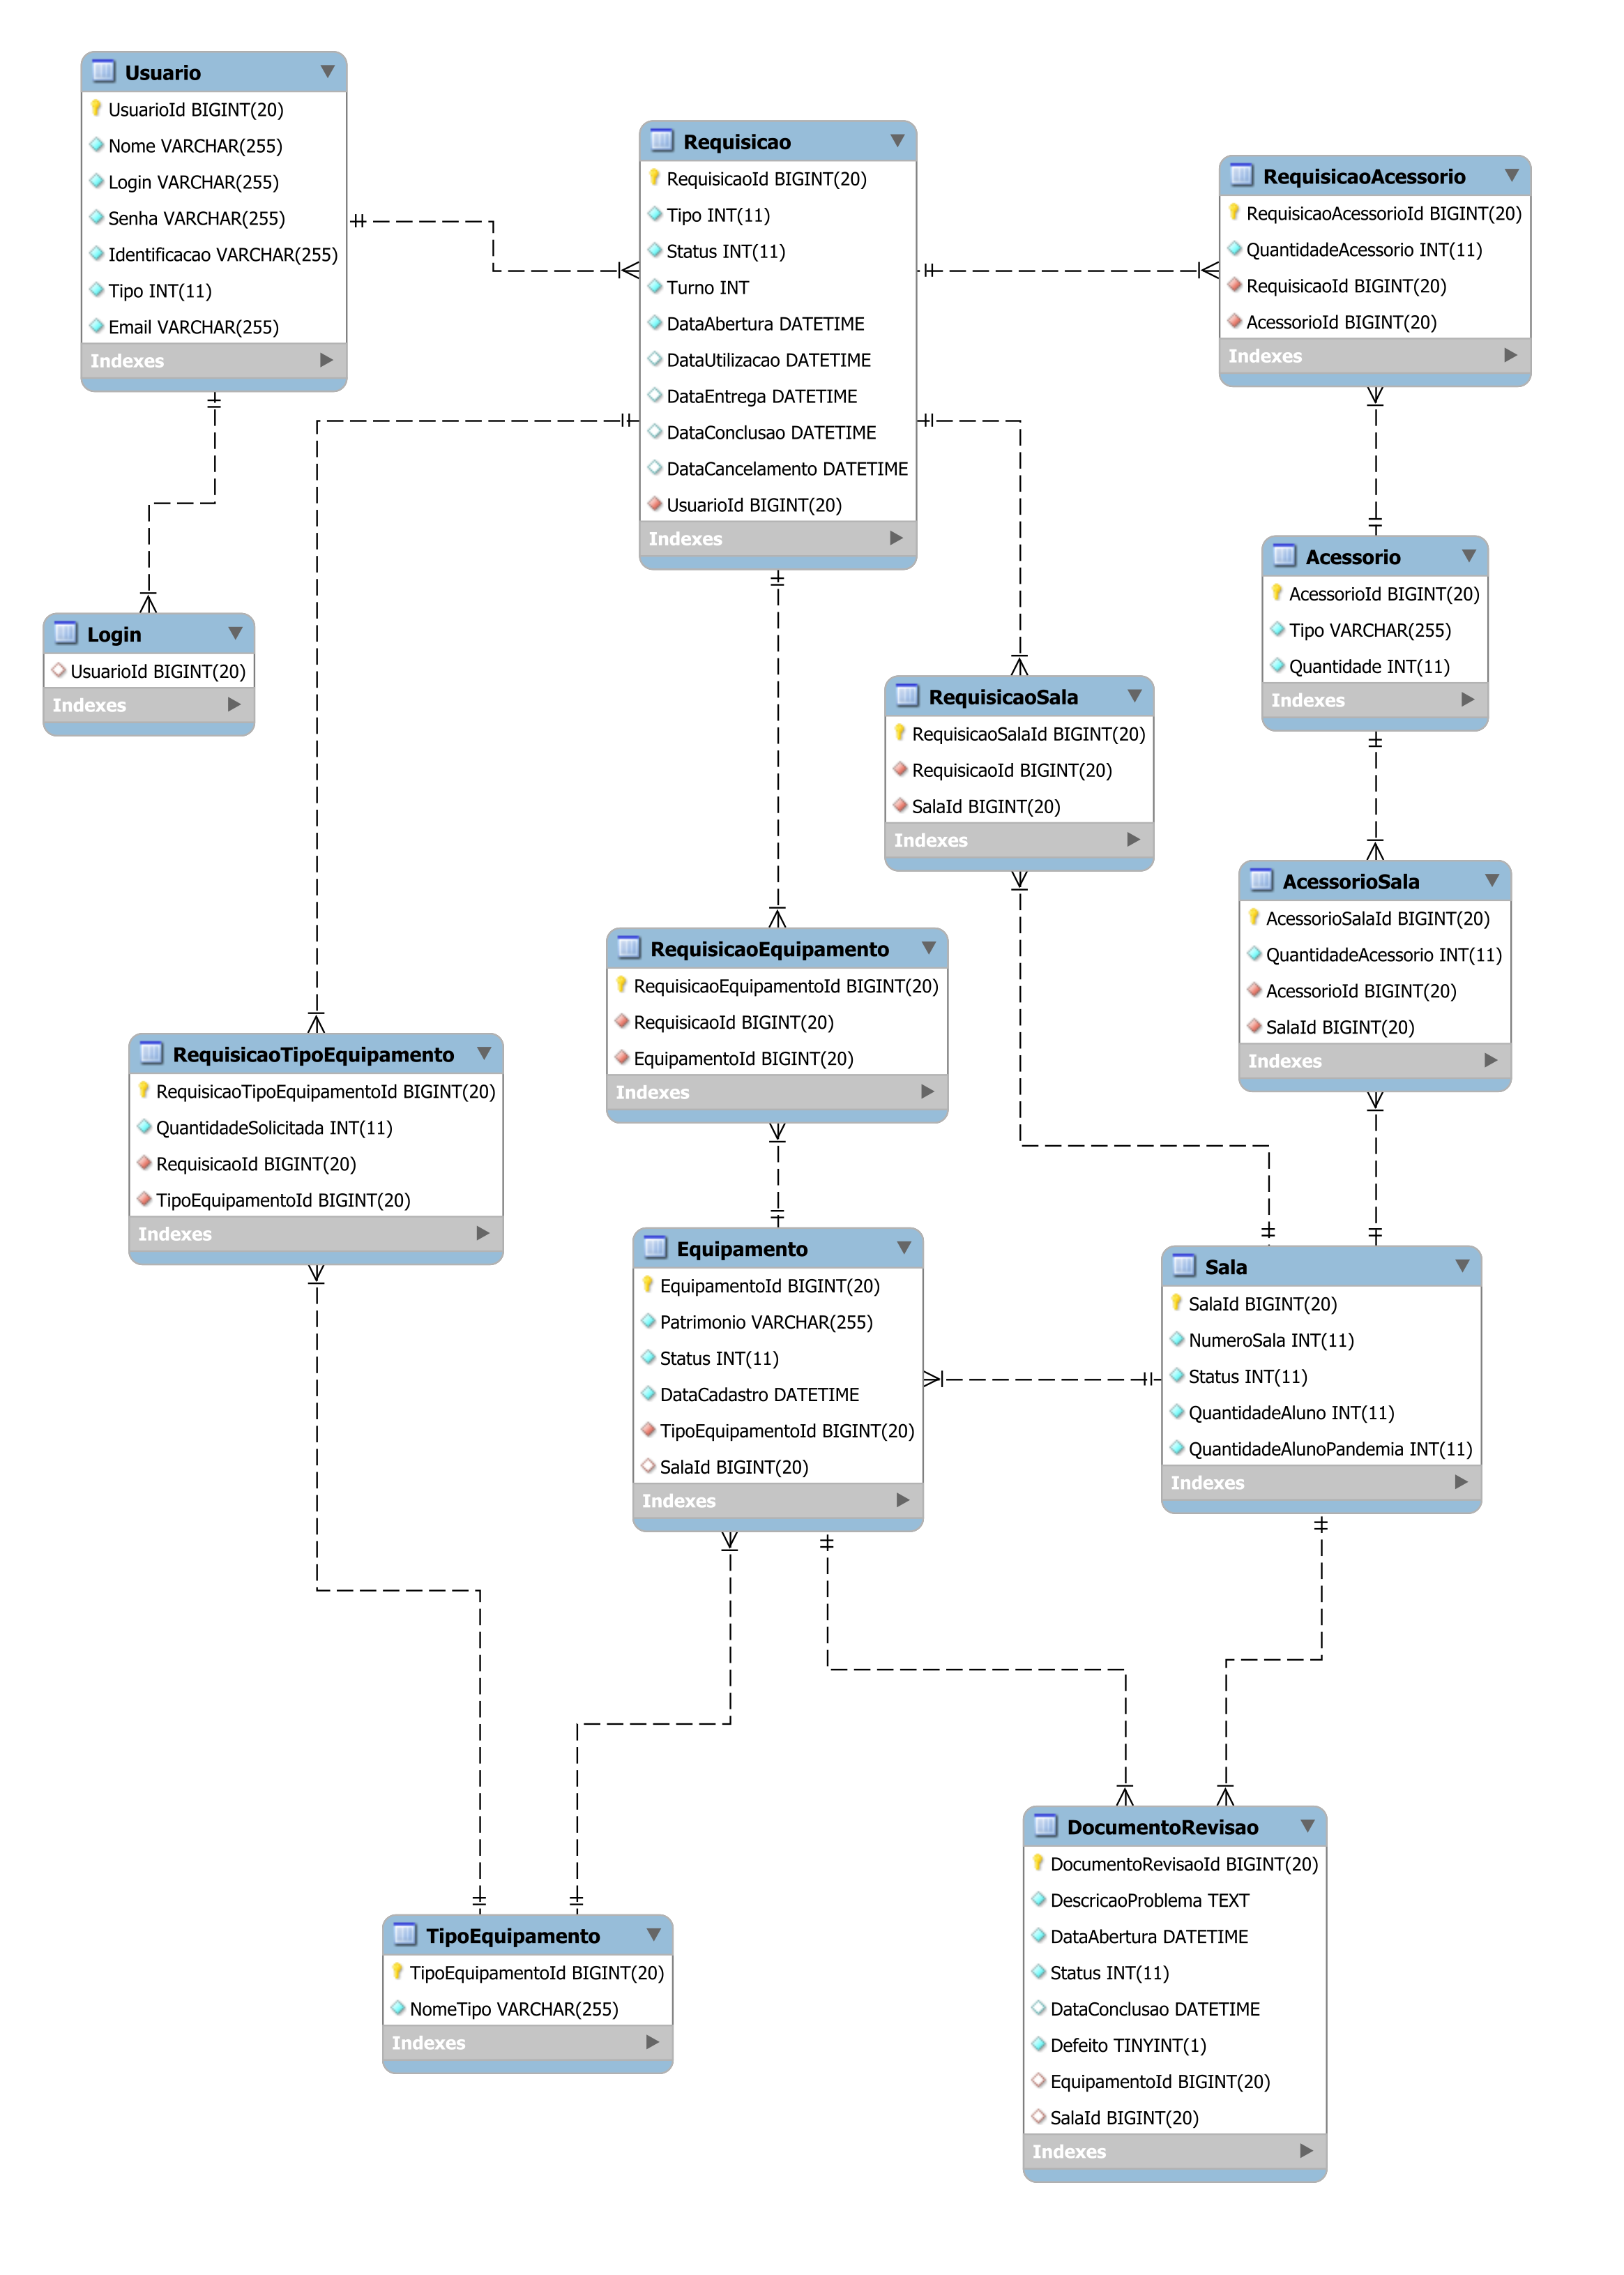 Usuario
UsuarioId BIGINT(20)
Nome VARCHAR(255)
Login VARCHAR(255)
Senha VARCHAR(255)
Identificacao VARCHAR(255)
Tipo INT(11)
Email VARCHAR(255)
Indexes
Requisicao
RequisicaoId BIGINT(20)
Tipo INT(11)
Status INT(11)
Turno INT
DataAbertura DATETIME
DataUtilizacao DATETIME
DataEntrega DATETIME
DataConclusao DATETIME
DataCancelamento DATETIME
UsuarioId BIGINT(20)
Indexes
RequisicaoAcessorio
RequisicaoAcessorioId BIGINT(20)
QuantidadeAcessorio INT(11)
RequisicaoId BIGINT(20)
AcessorioId BIGINT(20)
Indexes
Login
UsuarioId BIGINT(20)
Indexes
Acessorio
AcessorioId BIGINT(20)
Tipo VARCHAR(255)
Quantidade INT(11)
Indexes
RequisicaoSala
RequisicaoSalaId BIGINT(20)
RequisicaoId BIGINT(20)
SalaId BIGINT(20)
Indexes
AcessorioSala
AcessorioSalaId BIGINT(20)
QuantidadeAcessorio INT(11)
AcessorioId BIGINT(20)
SalaId BIGINT(20)
Indexes
RequisicaoEquipamento
RequisicaoEquipamentoId BIGINT(20)
RequisicaoId BIGINT(20)
EquipamentoId BIGINT(20)
Indexes
RequisicaoTipoEquipamento
RequisicaoTipoEquipamentoId BIGINT(20)
QuantidadeSolicitada INT(11)
RequisicaoId BIGINT(20)
TipoEquipamentoId BIGINT(20)
Indexes
Equipamento
EquipamentoId BIGINT(20)
Patrimonio VARCHAR(255)
Status INT(11)
DataCadastro DATETIME
TipoEquipamentoId BIGINT(20)
SalaId BIGINT(20)
Indexes
Sala
SalaId BIGINT(20)
NumeroSala INT(11)
Status INT(11)
QuantidadeAluno INT(11)
QuantidadeAlunoPandemia INT(11)
Indexes
DocumentoRevisao
DocumentoRevisaoId BIGINT(20)
DescricaoProblema TEXT
DataAbertura DATETIME
Status INT(11)
DataConclusao DATETIME
Defeito TINYINT(1)
EquipamentoId BIGINT(20)
SalaId BIGINT(20)
Indexes
TipoEquipamento
TipoEquipamentoId BIGINT(20)
NomeTipo VARCHAR(255)
Indexes